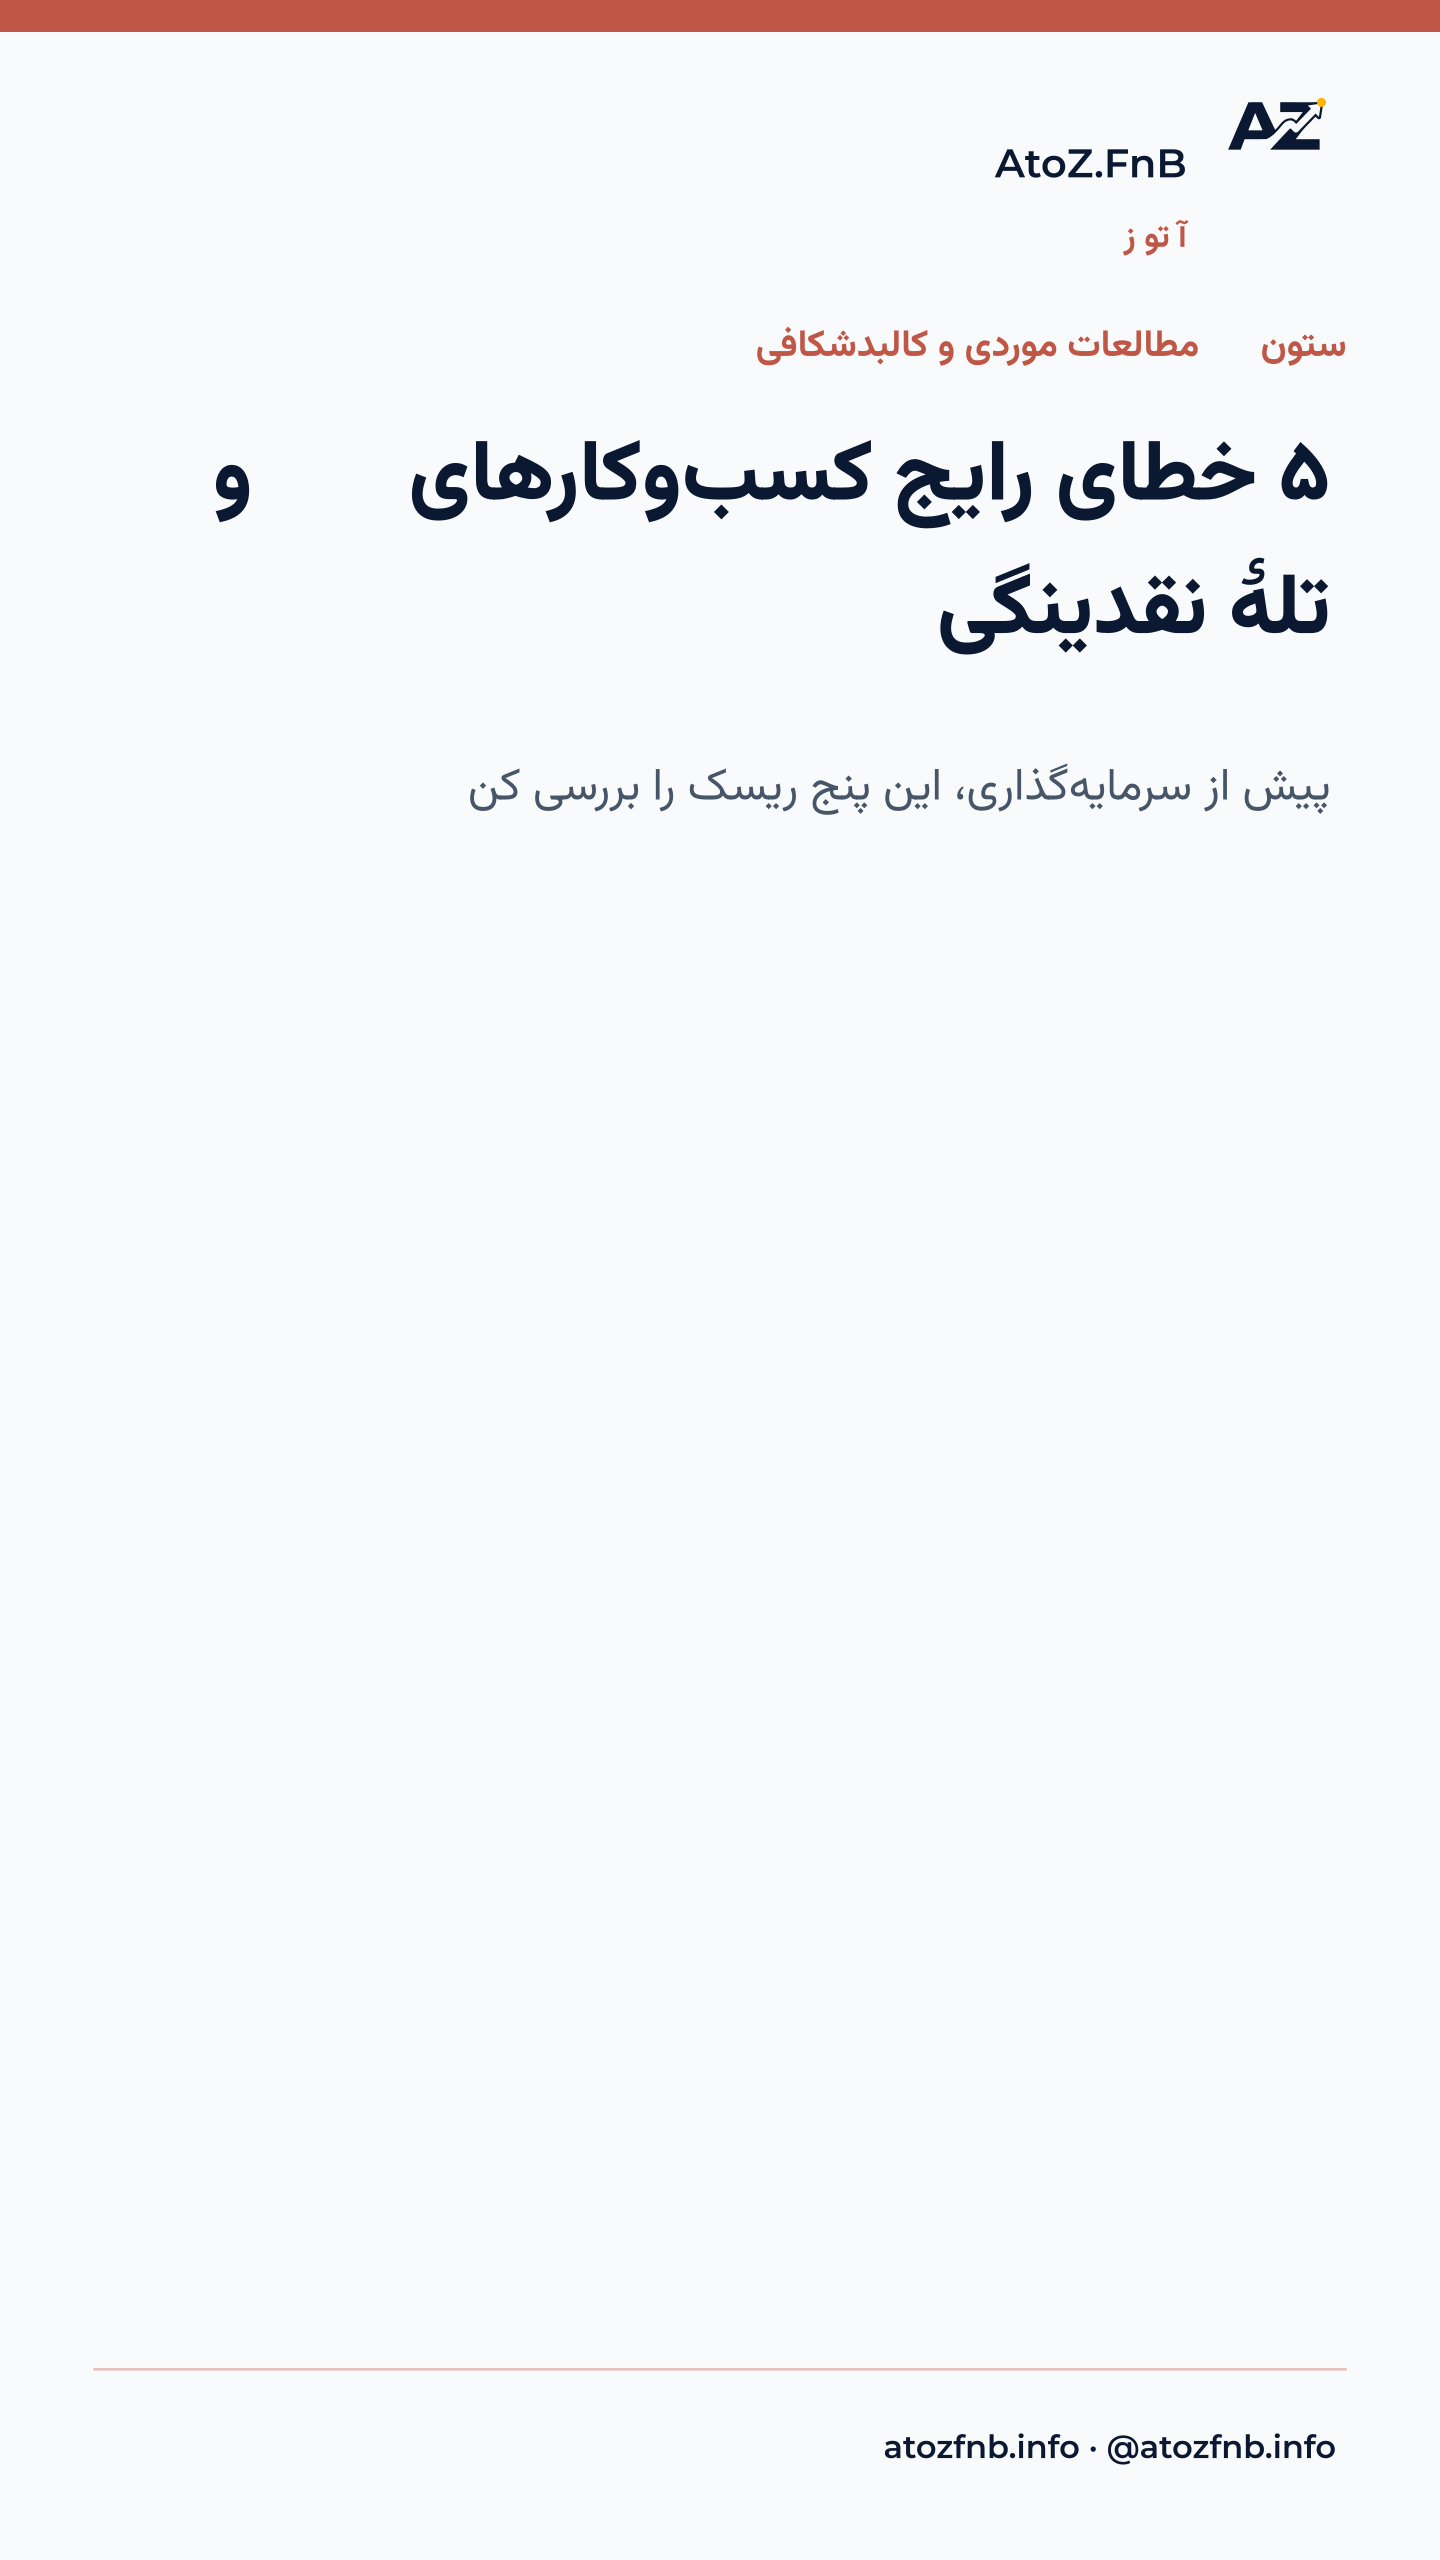 AZ
AtoZ.FnB
آ تو ز
ستون مطالعات موردی و کالبدشکافی
۵ خطای رایج کسب‌وکارهای و
تلهٔ نقدینگی
پیش از سرمایه‌گذاری، این پنج ریسک را بررسی کن
atozfnb.info · @atozfnb.info